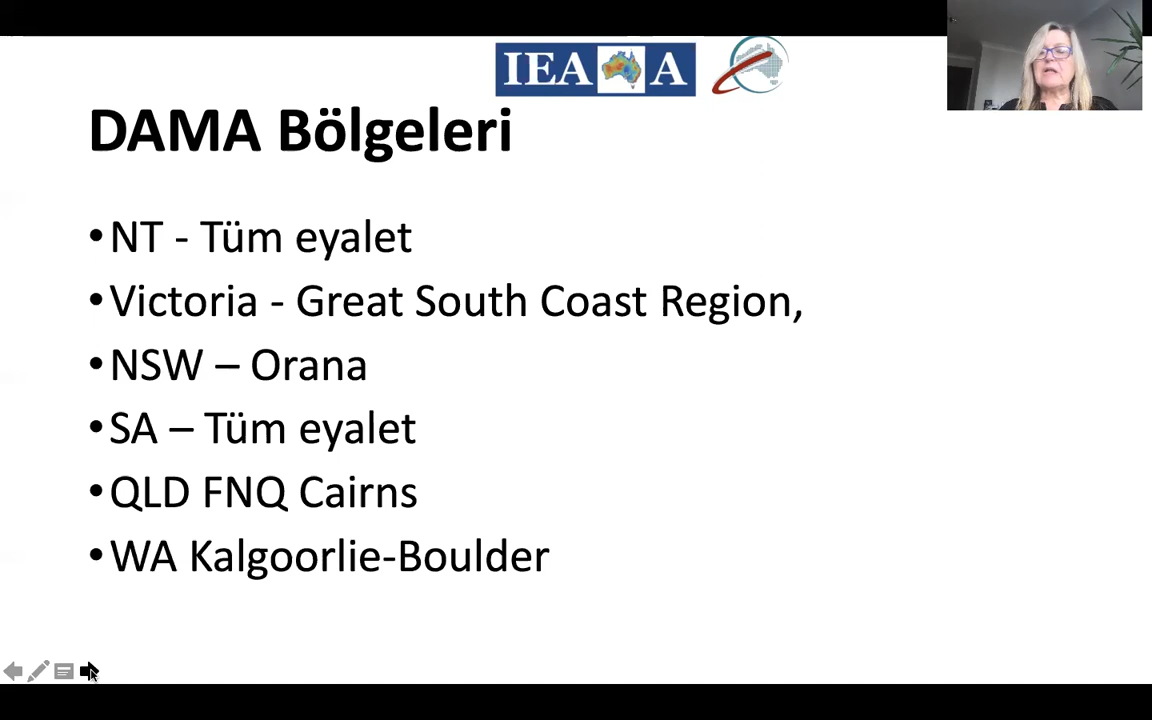 IEAA
DAMA Bölgeleri
•NT - Tüm eyalet
•Victoria - Great South Coast Region,
•NSW – Orana
•SA – Tüm eyalet
•QLD FNQ Cairns
•WA Kalgoorlie-Boulder